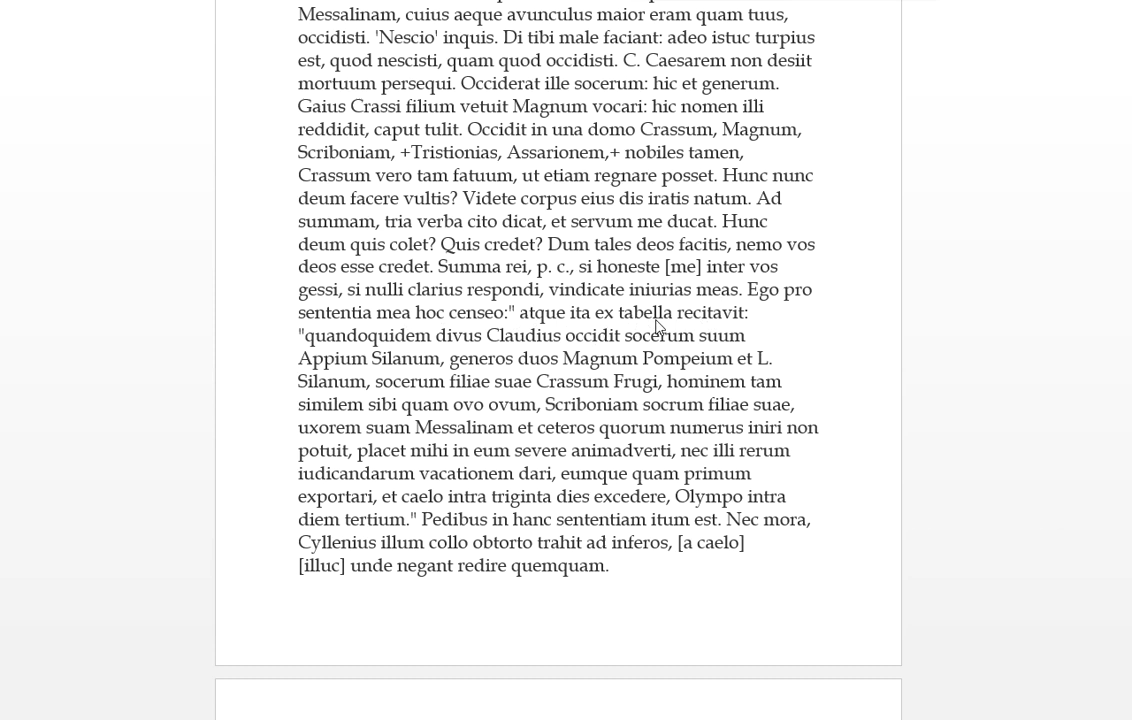 Messalinam, cuius aeque avunculus maior eram quam tuus,
occidisti. 'Nescio' inquis. Di tibi male faciant: adeo istuc turpius
est, quod nescisti, quam quod occidisti. C. Caesarem non desiit
mortuum persequi. Occiderat ille socerum: hic et generum.
Gaius Crassi filium vetuit Magnum vocari: hic nomen illi
reddidit, caput tulit. Occidit in una domo Crassum, Magnum,
Scriboniam, +Tristionias, Assarionem,+ nobiles tamen,
Crassum vero tam fatuum, ut etiam regnare posset. Hunc nunc
deum facere vultis? Videte corpus eius dis iratis natum. Ad
summam, tria verba cito dicat, et servum me ducat. Hunc
deum quis colet? Quis credet? Dum tales deos facitis, nemo vos
deos esse credet. Summa rei, p. c., si honeste [me] inter vos
gessi, si nulli clarius respondi, vindicate iniurias meas. Ego pro
sententia mea hoc censeo:" atque ita ex tabella recitavit:
"quandoquidem divus Claudius occidit socerum suum
Appium Silanum, generos duos Magnum Pompeium et L.
Silanum, socerum filiae suae Crassum Frugi, hominem tam
similem sibi quam ovo ovum, Scriboniam socrum filiae suae,
uxorem suam Messalinam et ceteros quorum numerus iniri non
potuit, placet mihi in eum severe animadverti, nec illi rerum
iudicandarum vacationem dari, eumque quam primum
exportari, et caelo intra triginta dies excedere, Olympo intra
diem tertium." Pedibus in hanc sententiam itum est. Nec mora,
Cyllenius illum collo obtorto trahit ad inferos, [a caelo]
[illuc] unde negant redire quemquam.